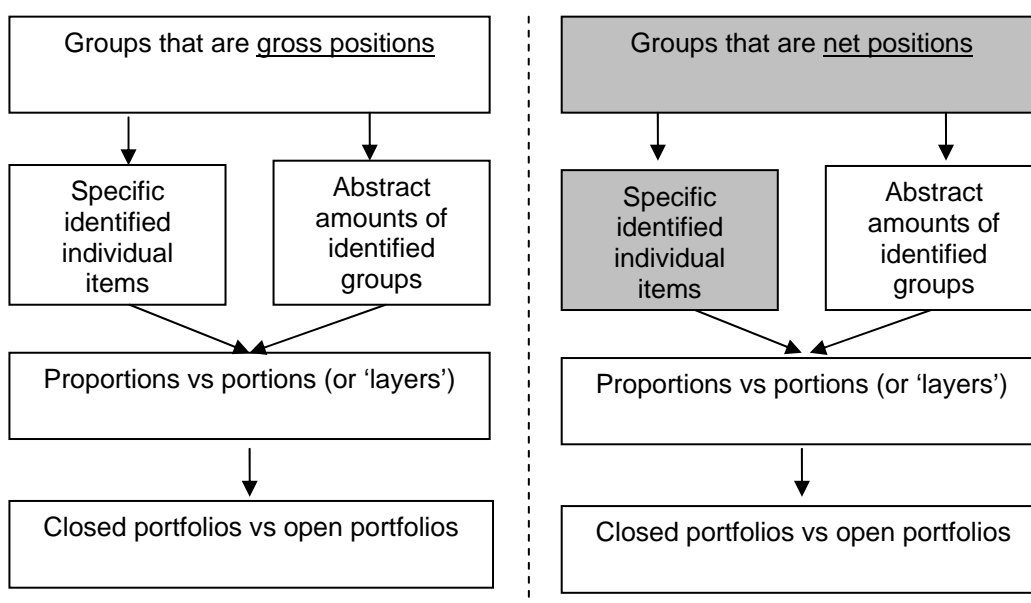 Groups that are gross positions
Specific
identified
individual
items
Abstract
amounts of
identified
groups
Proportions vs portions (or ‘layers’)
Closed portfolios vs open portfolios
Groups that are net positions
Specific
identified
individual
items
Abstract
amounts of
identified
groups
Proportions vs portions (or ‘layers’)
Closed portfolios vs open portfolios